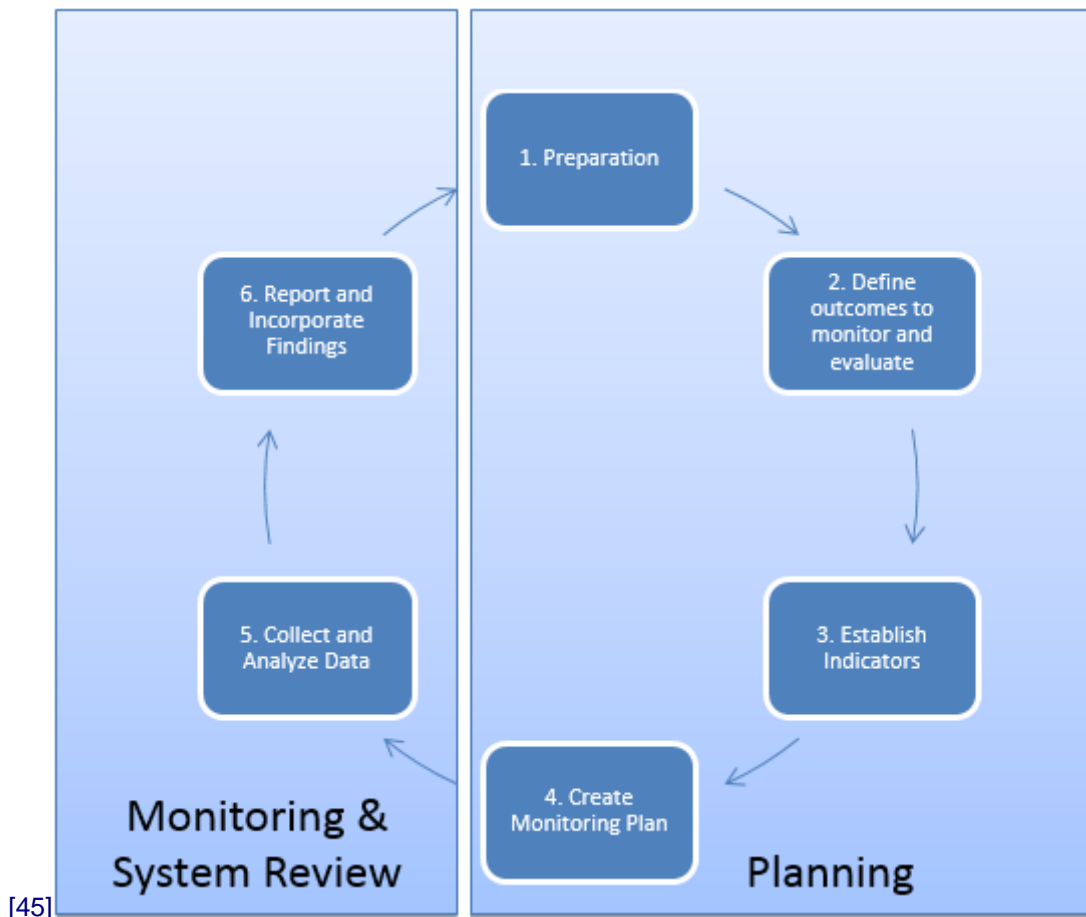 1. Preparation
2. Define
outcomes to
monitor and
evaluate
3. Establish
Indicators
4. Create
Monitoring Plan
5. Collect and
Analyze Data
6. Report and
Incorporate
Findings
Monitoring &
System Review
Planning
[45]